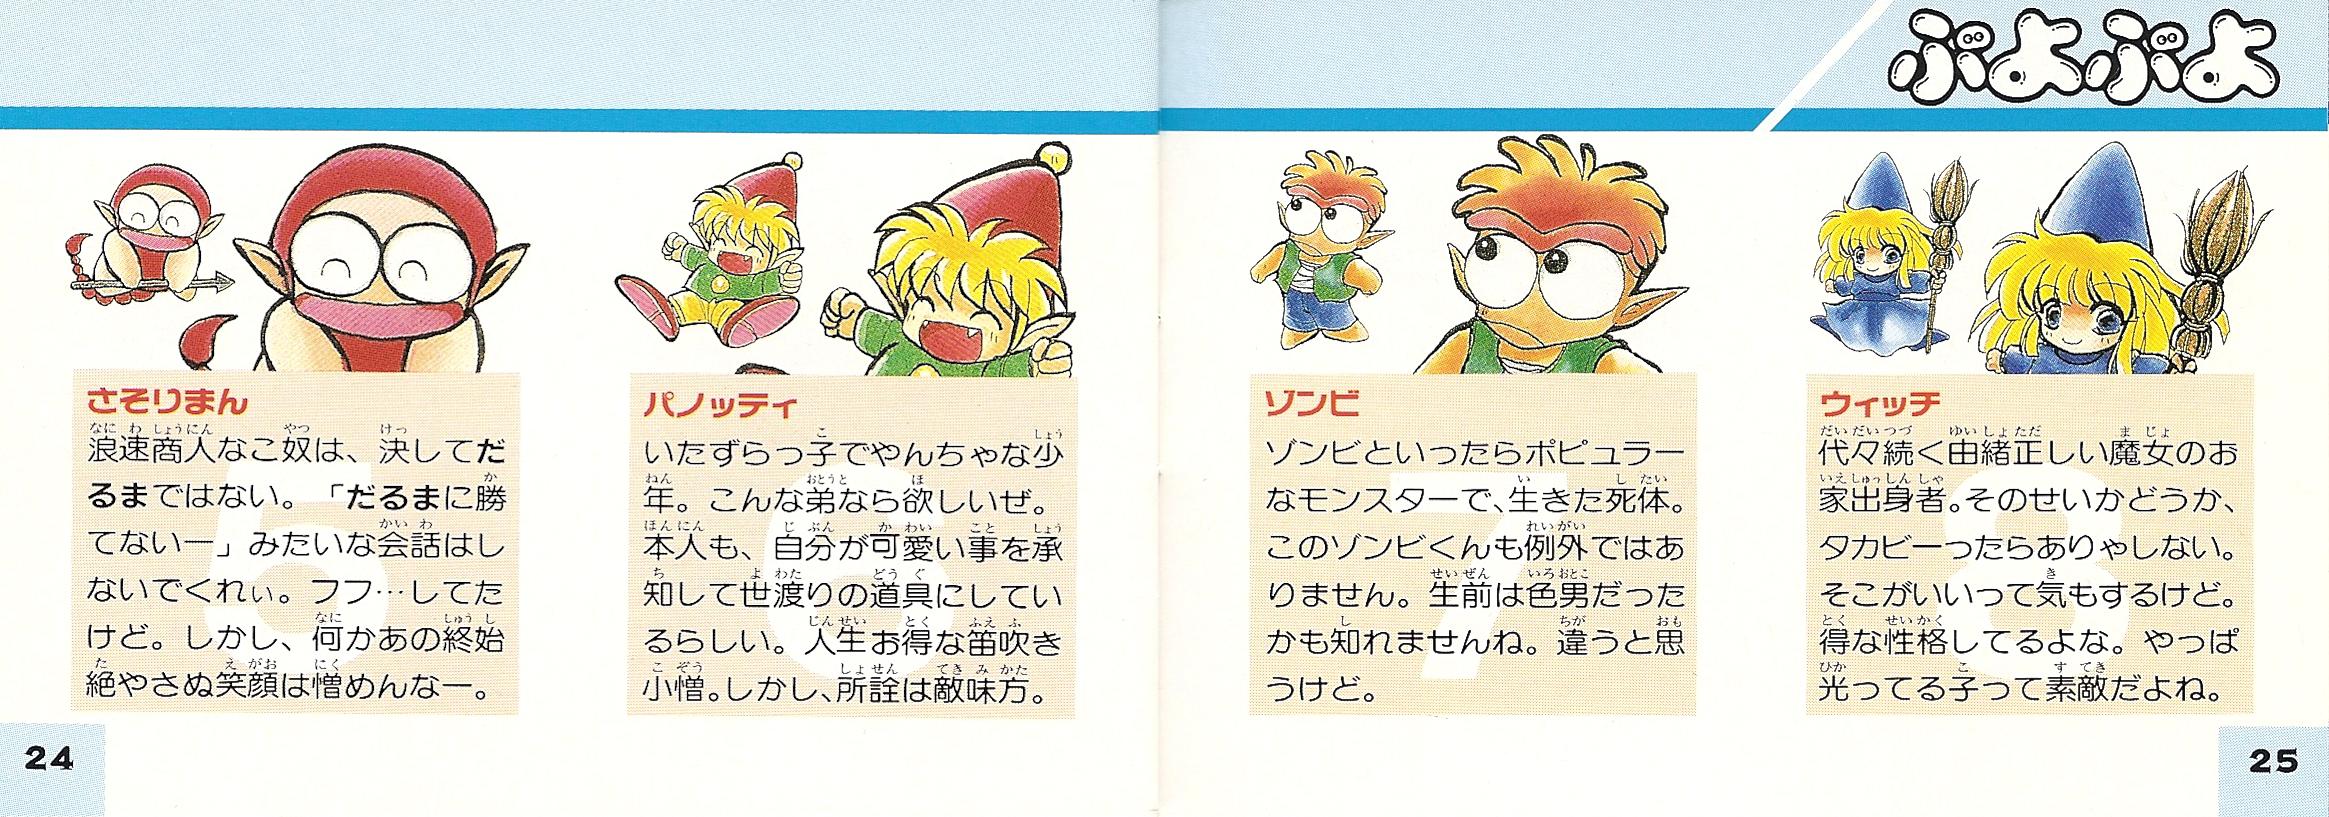 ぷよぷよ
さそりまん
浪速商人なこ奴は、決してだ
るまではない。「だるまに勝
てないー」みたいな会話はし
ないでくれぃ。フフ…してた
けど。しかし、何かあの終始
絶やさぬ笑顔は憎めんなー。
5
パノッティ
いたずらっ子でやんちゃな少
年。こんな弟なら欲しいぜ。
本人も、自分が可愛い事を承
知して世渡りの道具にしてい
るらしい。人生お得な笛吹き
小憎。しかし、所詮は敵味方。
6
ゾンビ
ゾンビといったらポピュラー
なモンスターで、生きた死体。
このゾンビくんも例外ではあ
りません。生前は色男だった
かも知れませんね。違うと思
うけど。
7
ウィッチ
代々続く由緒正しい魔女のお
家出身者。そのせいかどうか、
タカビーったらありゃしない。
そこがいいって気もするけど。
得な性格してるよな。やっぱ
光ってる子って素敵だよね。
8
24
25